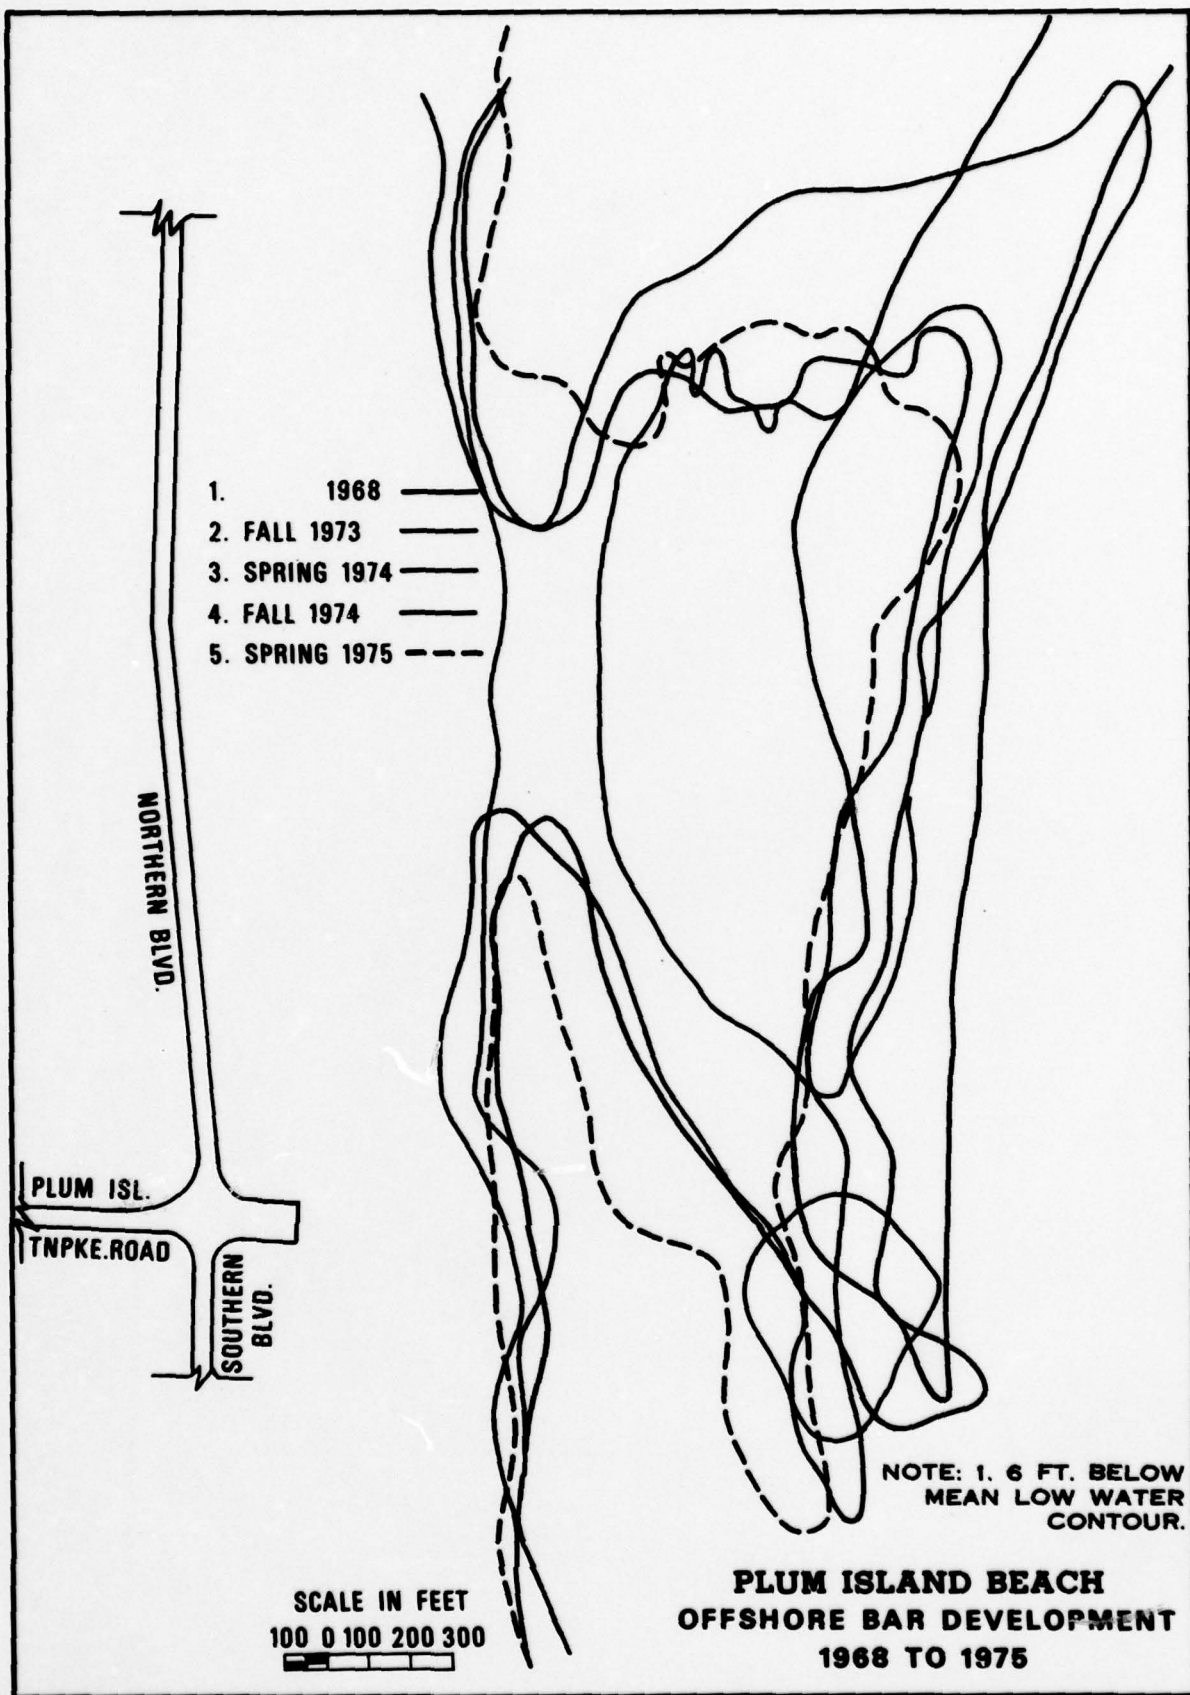 1. 1968
2. FALL 1973
3. SPRING 1974
4. FALL 1974
5. SPRING 1975
NORTHERN BLVD.
PLUM ISL.
TNPKE.ROAD
SOUTHERN
BLVD.
NOTE: 1. 6 FT. BELOW
MEAN LOW WATER
CONTOUR.
PLUM ISLAND BEACH
OFFSHORE BAR DEVELOPMENT
1968 TO 1975
SCALE IN FEET
100 0 100 200 300